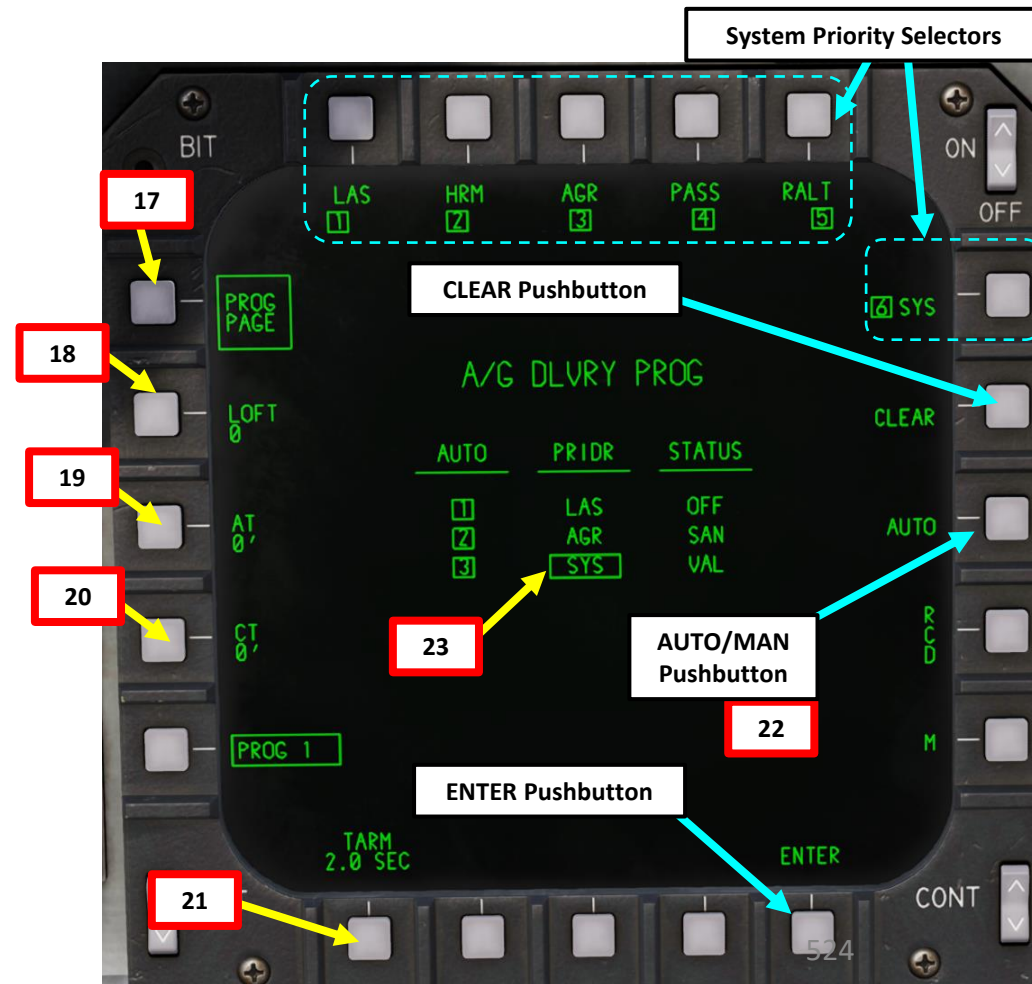 System Priority Selectors
BIT
ON
OFF
17
LAS HRM AGR PASS RALT
1 2 3 4 5
PROG
PAGE
CLEAR Pushbutton
6 SYS
18
LOFT
0
A/G DLVRY PROG
CLEAR
AUTO PRIOR STATUS
19
1 LAS OFF
AT
0'
2 AGR SAN
AUTO
3 SYS VAL
20
CT
0'
23
AUTO/MAN
Pushbutton
R
C
D
22
PROG 1
M
ENTER Pushbutton
TARM
2.0 SEC
ENTER
21
CONT
524